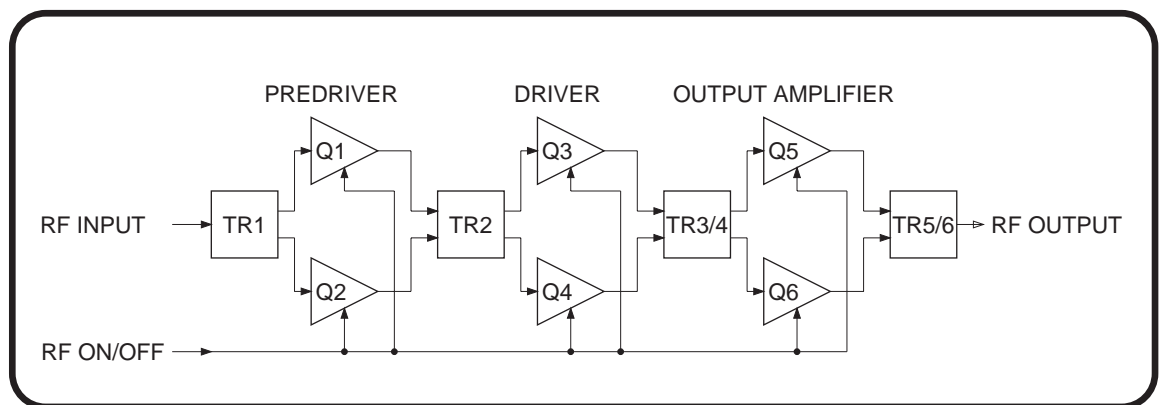 PREDRIVER DRIVER OUTPUT AMPLIFIER
Q1 Q3 Q5
RF INPUT TR1 TR2 TR3/4 TR5/6 RF OUTPUT
Q2 Q4 Q6
RF ON/OFF